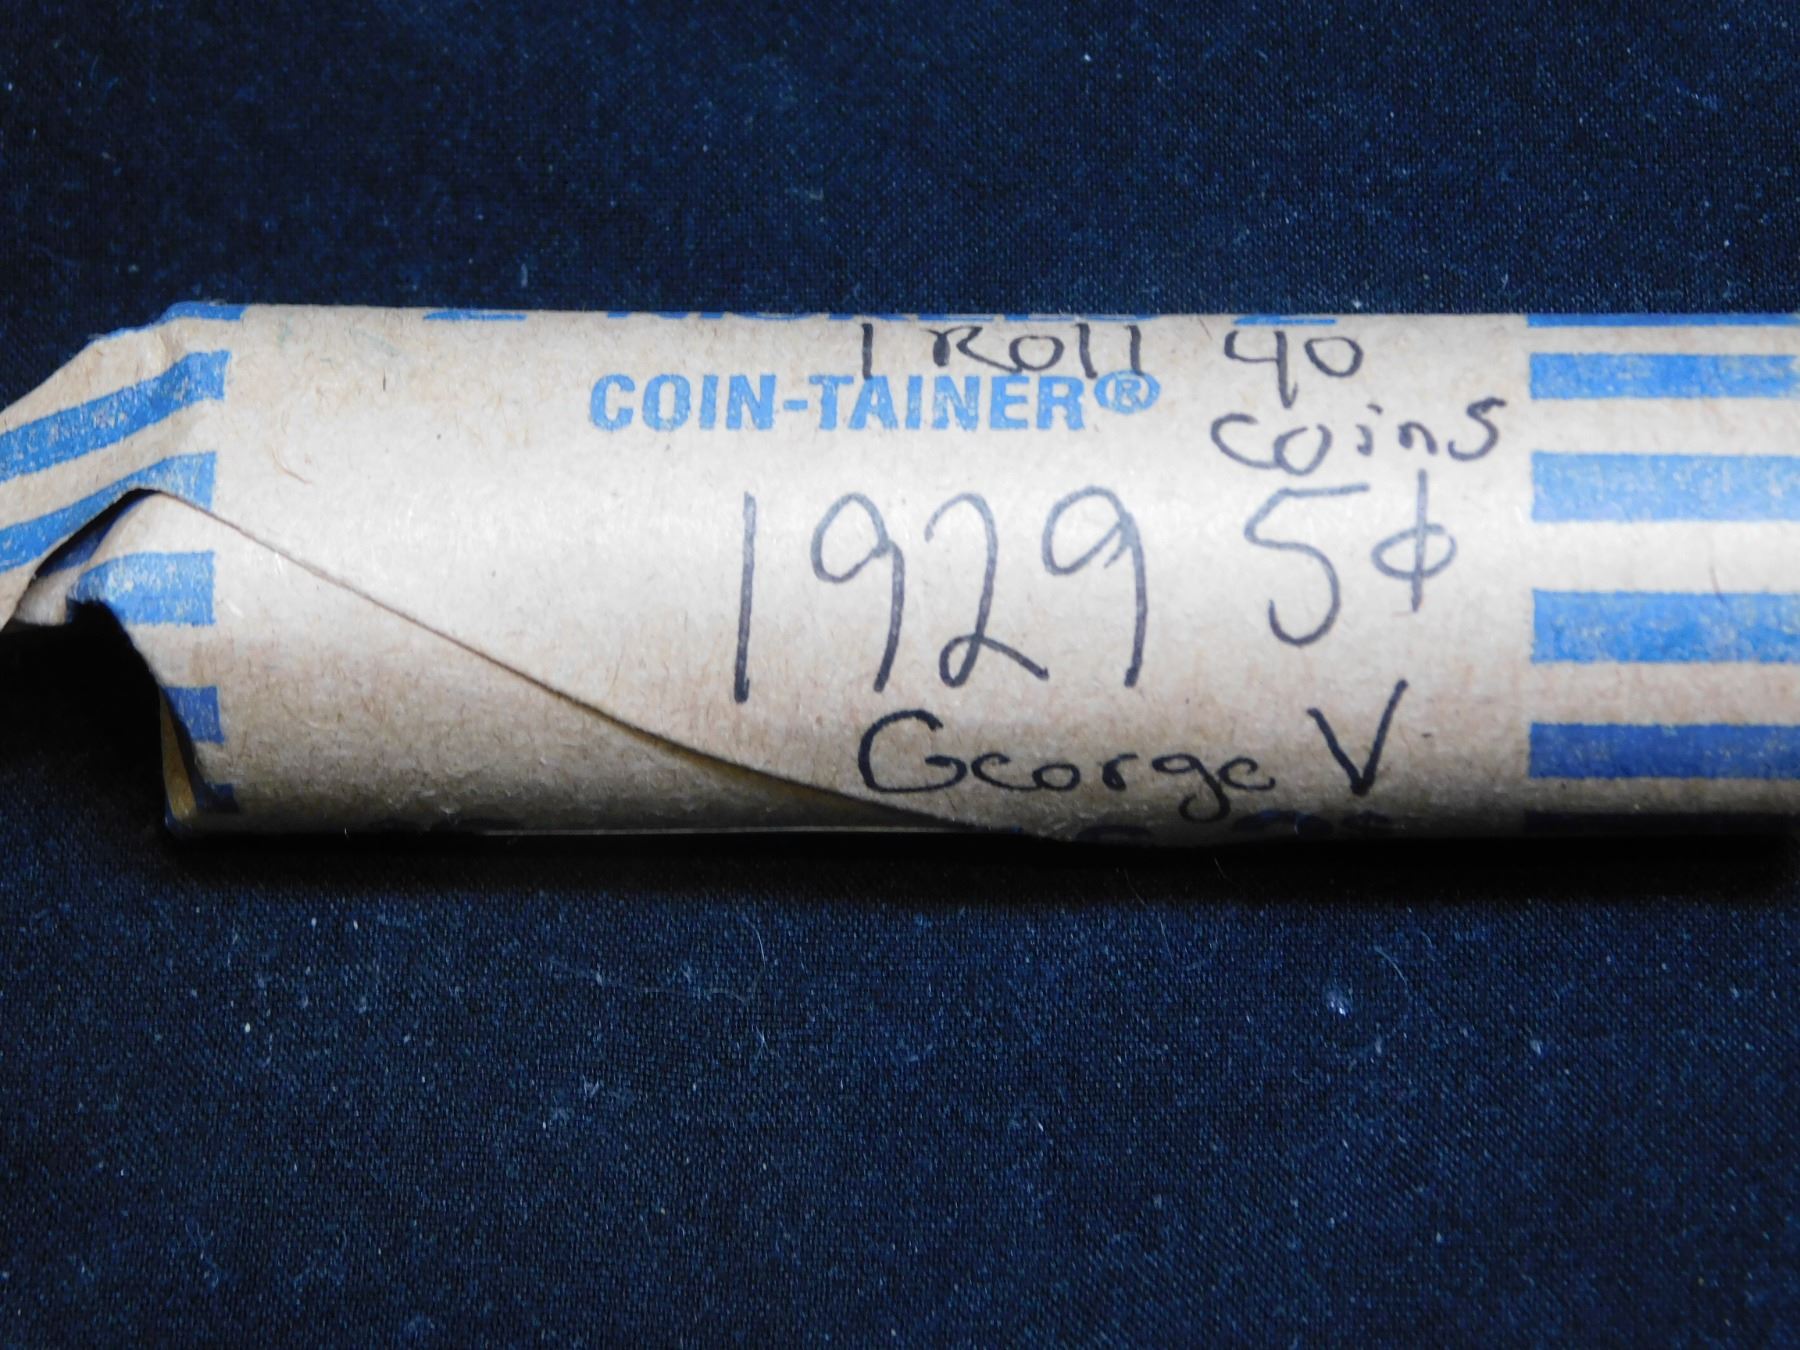 1 Roll 40
COIN-TAINER®
coins
1929 5¢
George V